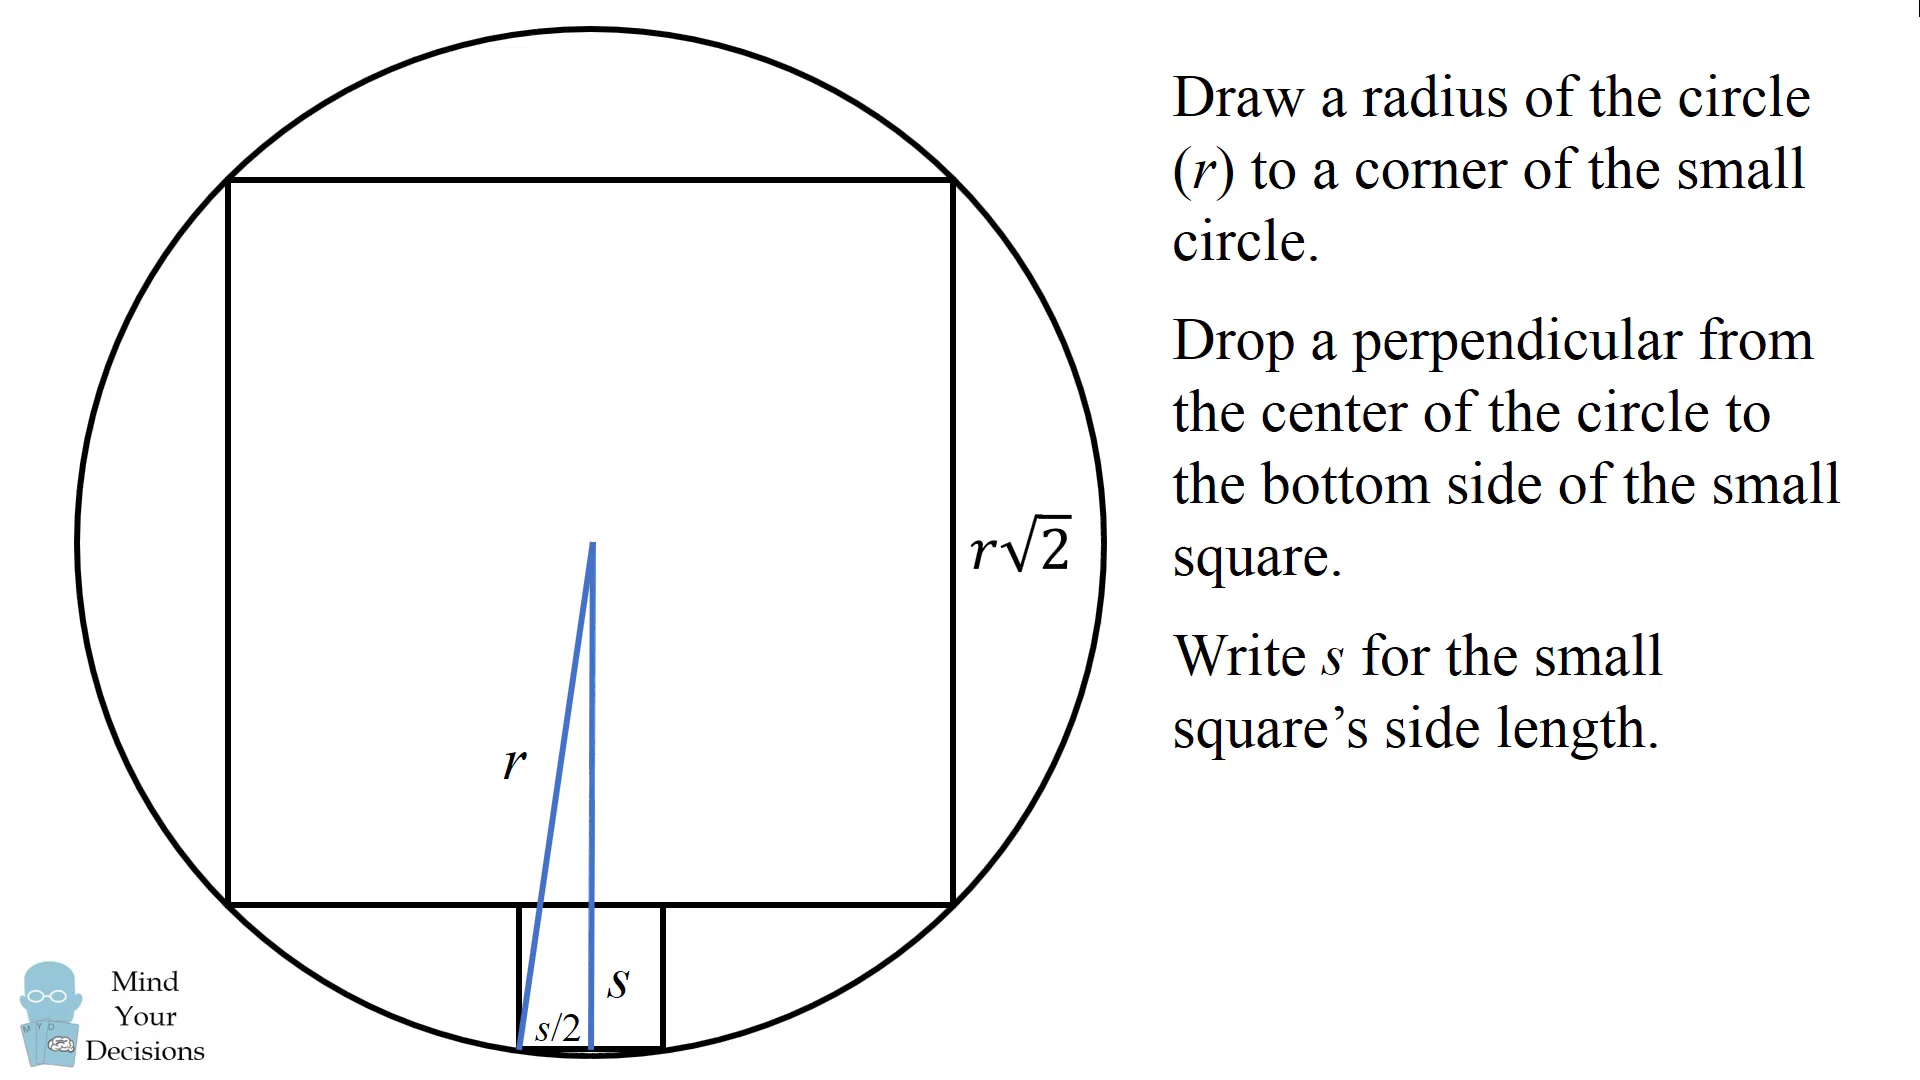 Draw a radius of the circle
(r) to a corner of the small
circle.
Drop a perpendicular from
the center of the circle to
the bottom side of the small
square.
Write s for the small
square’s side length.
r√2
r
s
s/2
M Y D
Mind
Your
Decisions